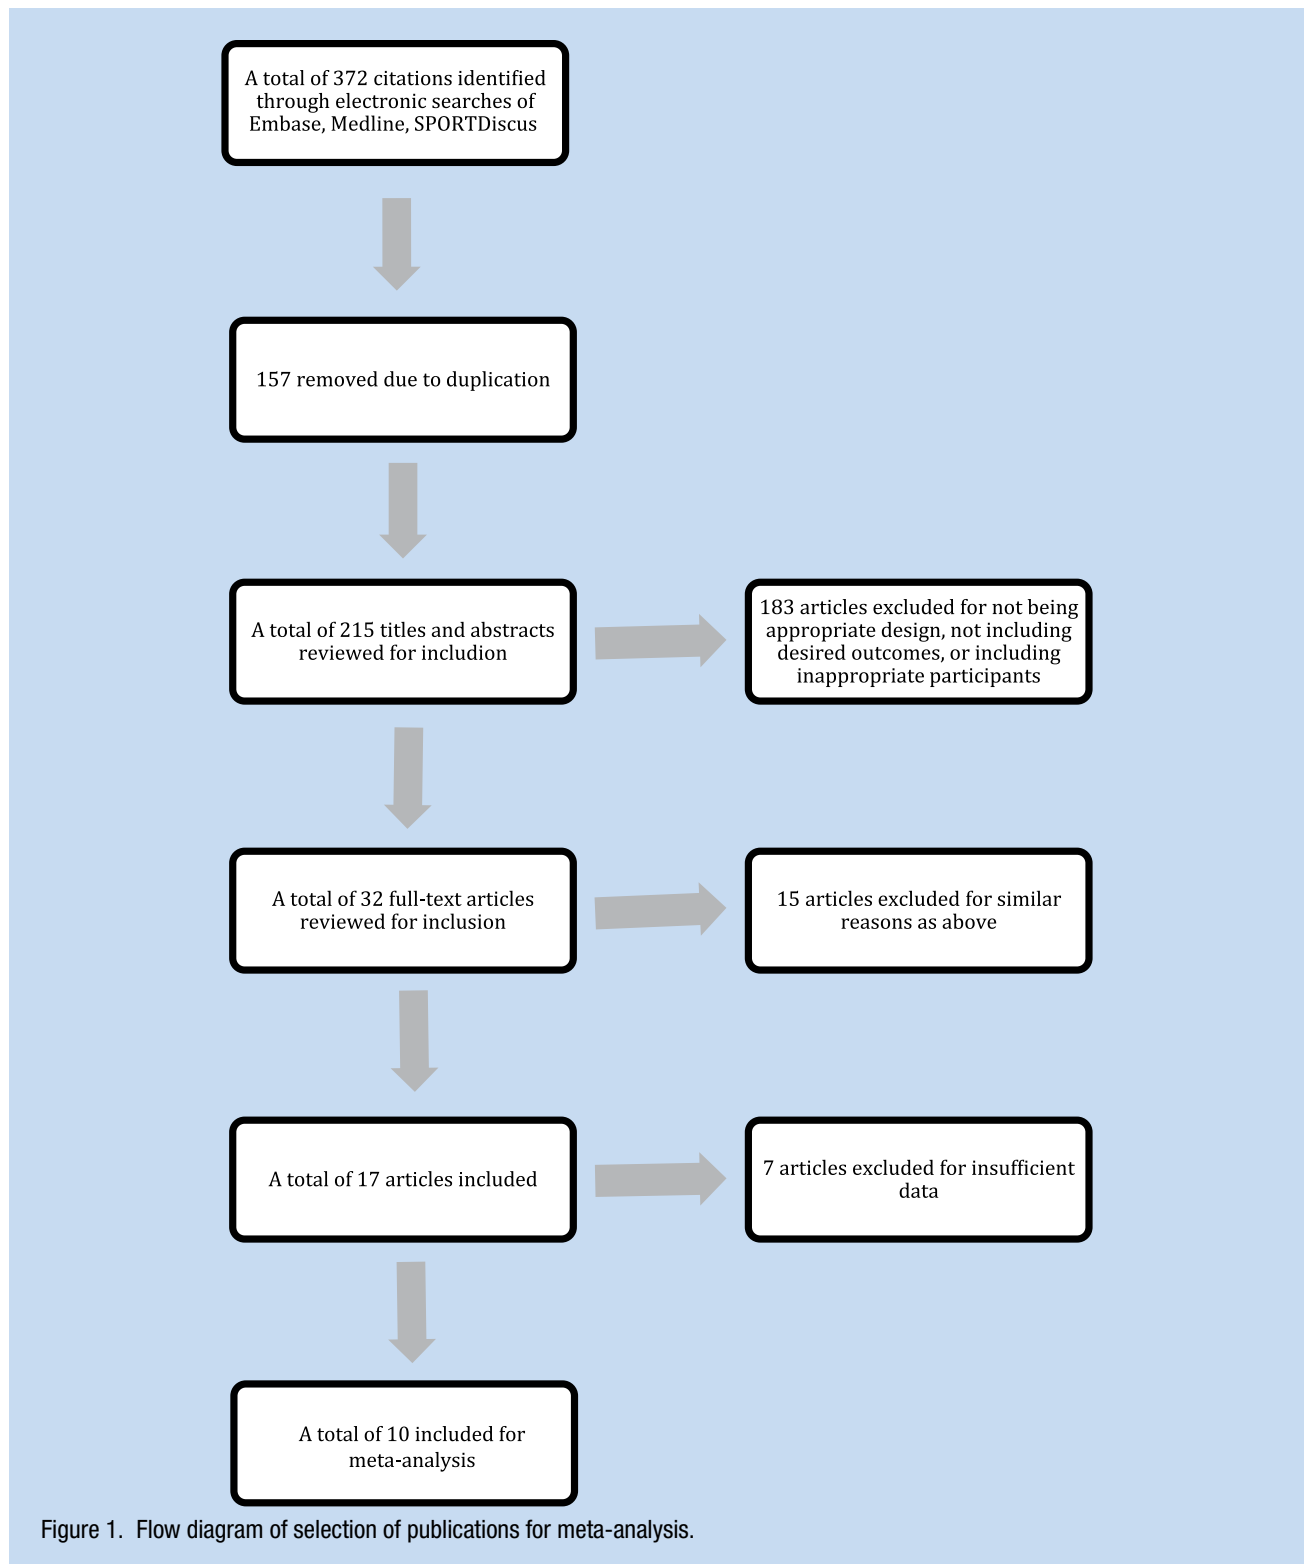 A total of 372 citations identified
through electronic searches of
Embase, Medline, SPORTDiscus
157 removed due to duplication
A total of 215 titles and abstracts
reviewed for includion
183 articles excluded for not being
appropriate design, not including
desired outcomes, or including
inappropriate participants
A total of 32 full-text articles
reviewed for inclusion
15 articles excluded for similar
reasons as above
A total of 17 articles included
7 articles excluded for insufficient
data
A total of 10 included for
meta-analysis
Figure 1. Flow diagram of selection of publications for meta-analysis.